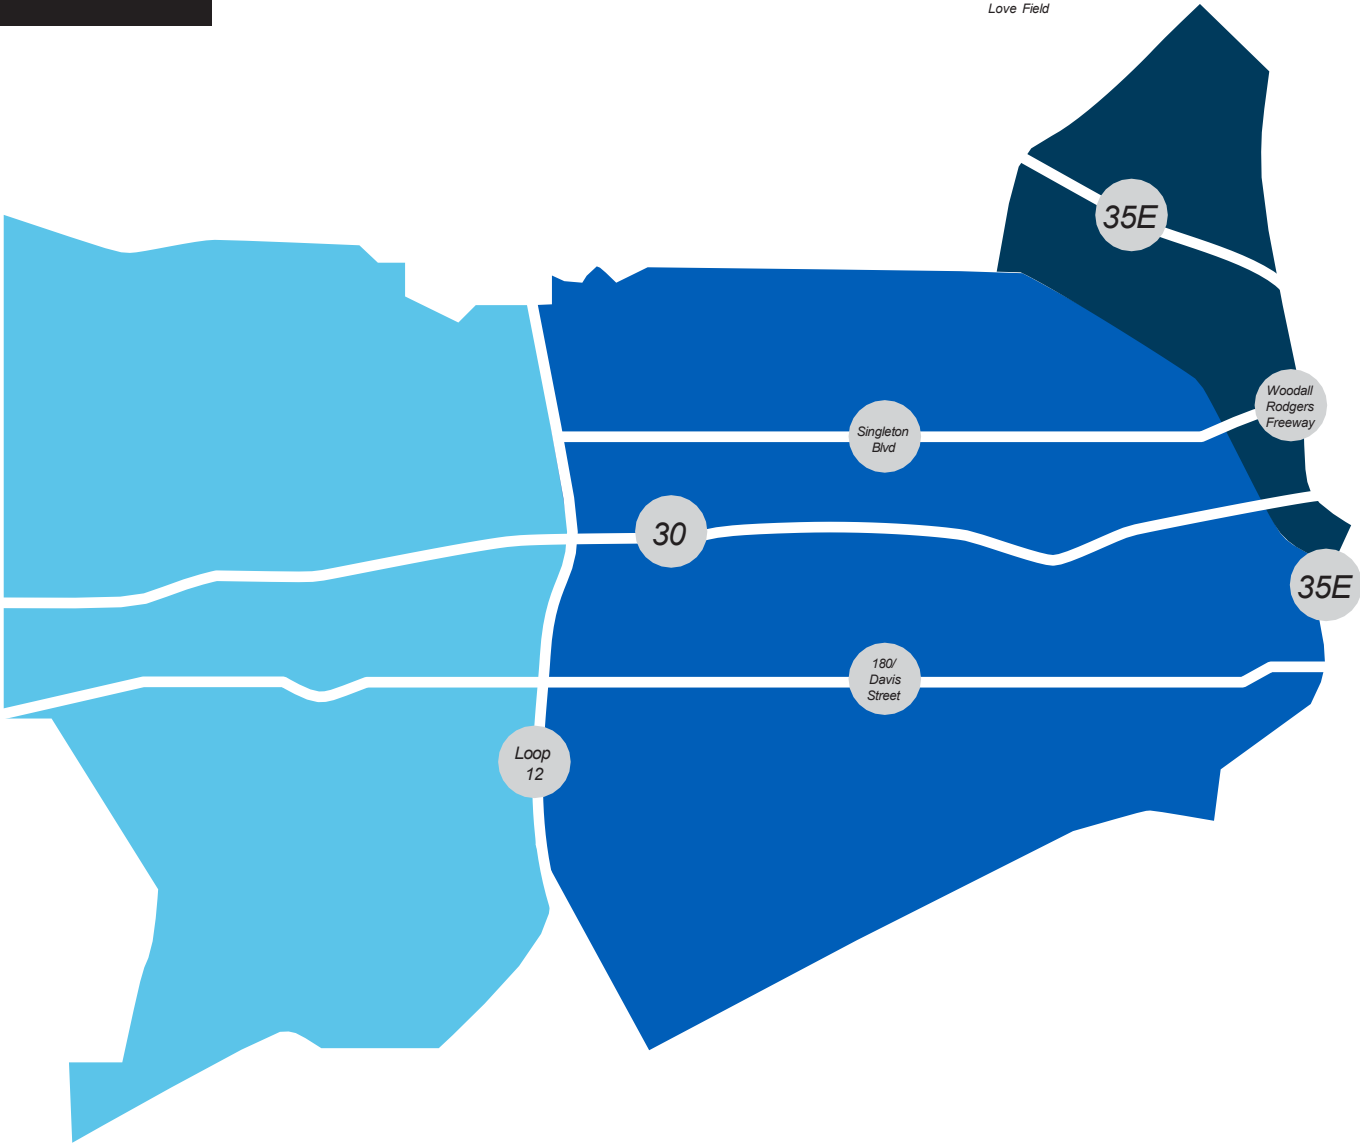 Love Field
35E
Woodall
Rodgers
Freeway
Singleton
Blvd
30
35E
180/
Davis
Street
Loop
12